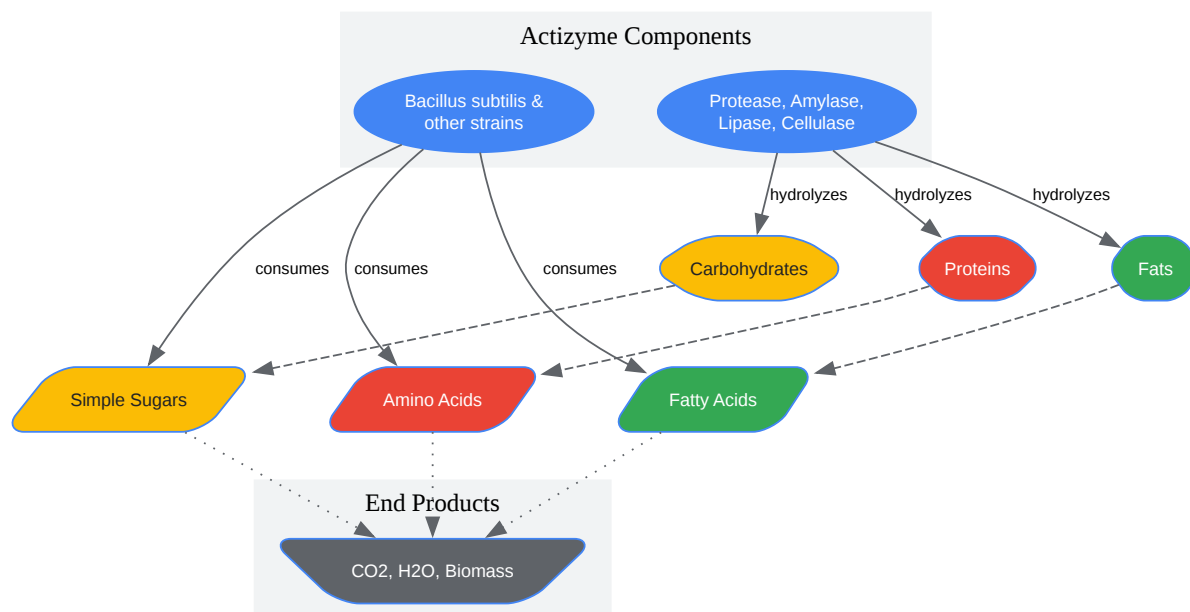 Actizyme Components
Bacillus subtilis &
other strains
Protease, Amylase,
Lipase, Cellulase
hydrolyzes
hydrolyzes
hydrolyzes
consumes
consumes
consumes
Carbohydrates
Proteins
Fats
Simple Sugars
Amino Acids
Fatty Acids
End Products
CO2, H2O, Biomass